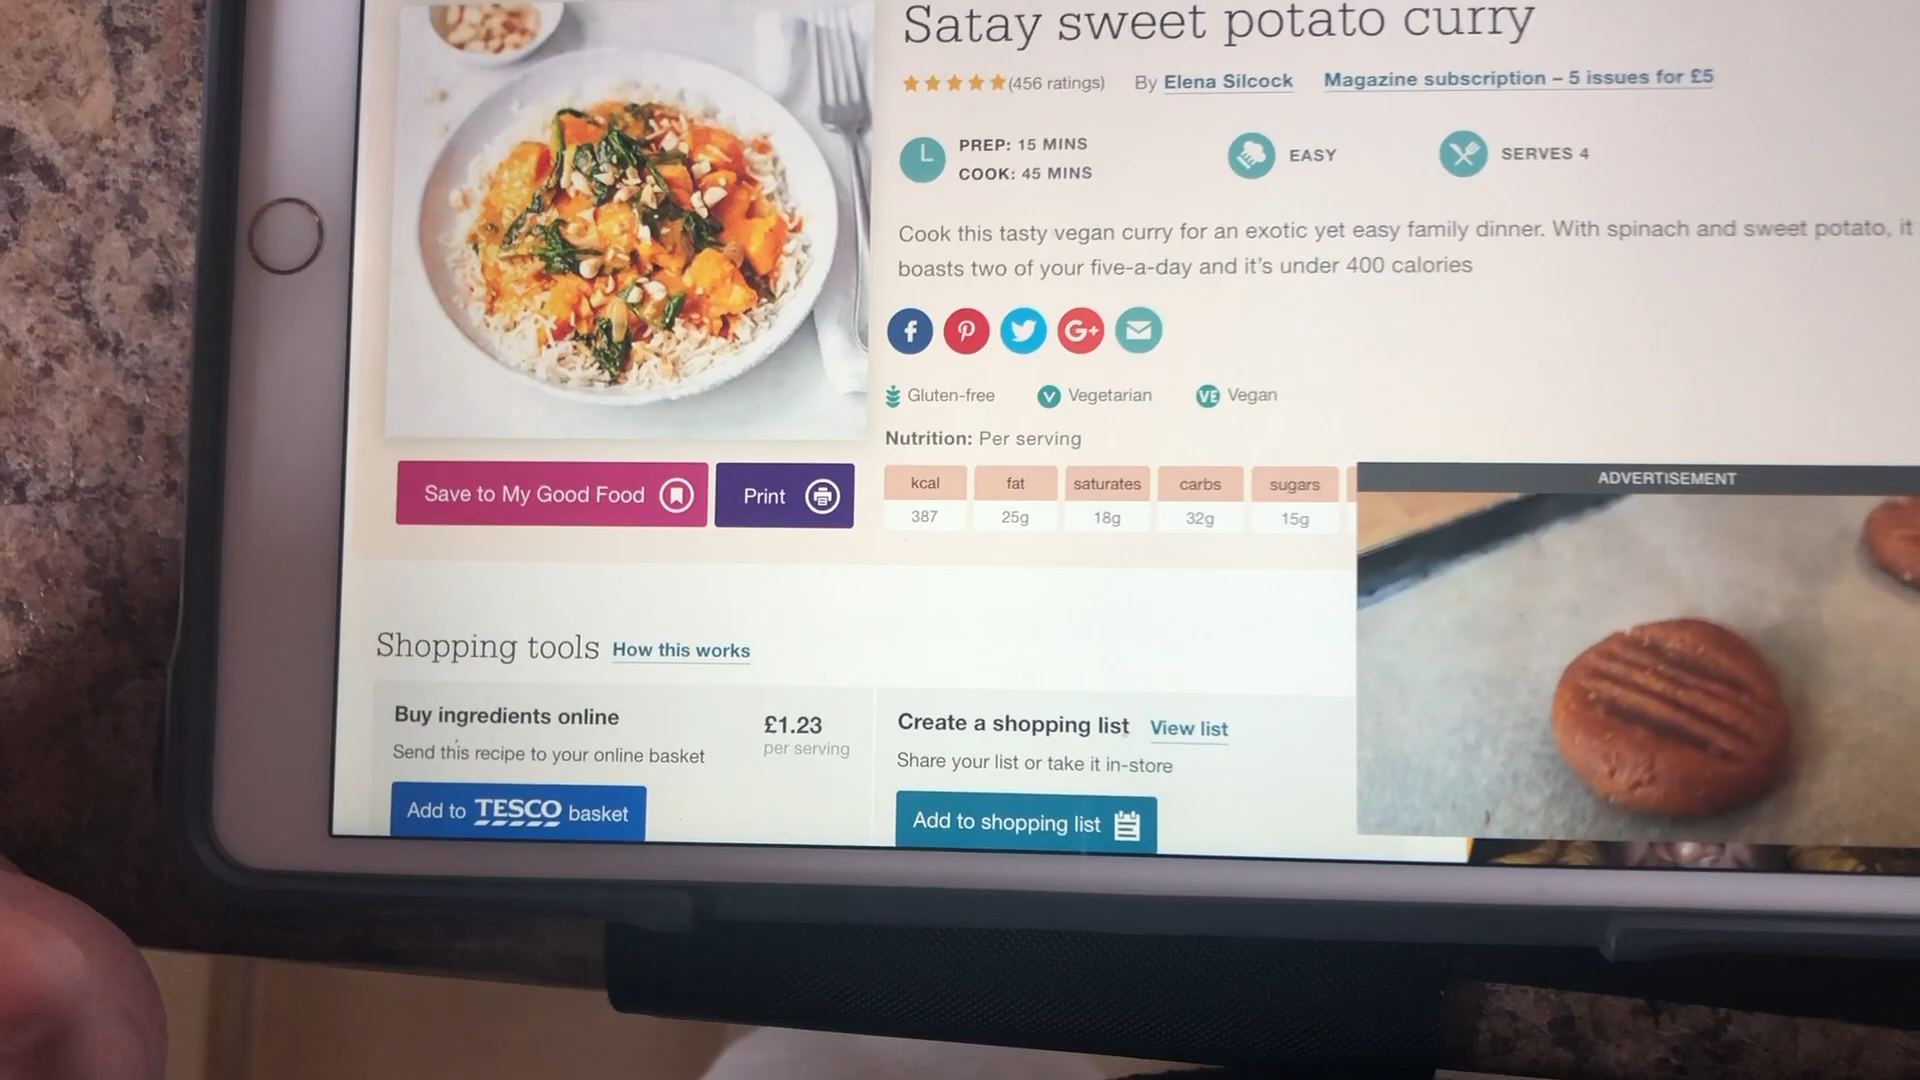 Satay sweet potato curry
(456 ratings) By Elena Silcock Magazine subscription – 5 issues for £5
PREP: 15 MINS
COOK: 45 MINS
EASY
SERVES 4
Cook this tasty vegan curry for an exotic yet easy family dinner. With spinach and sweet potato, it
boasts two of your five-a-day and it's under 400 calories
f
G+
Gluten-free V Vegetarian VE Vegan
Nutrition: Per serving
kcal fat saturates carbs sugars
387 25g 18g 32g 15g
Save to My Good Food Print
ADVERTISEMENT
Shopping tools How this works
Buy ingredients online
Send this recipe to your online basket
£1.23
per serving
Add to TESCO basket
Create a shopping list View list
Share your list or take it in-store
Add to shopping list